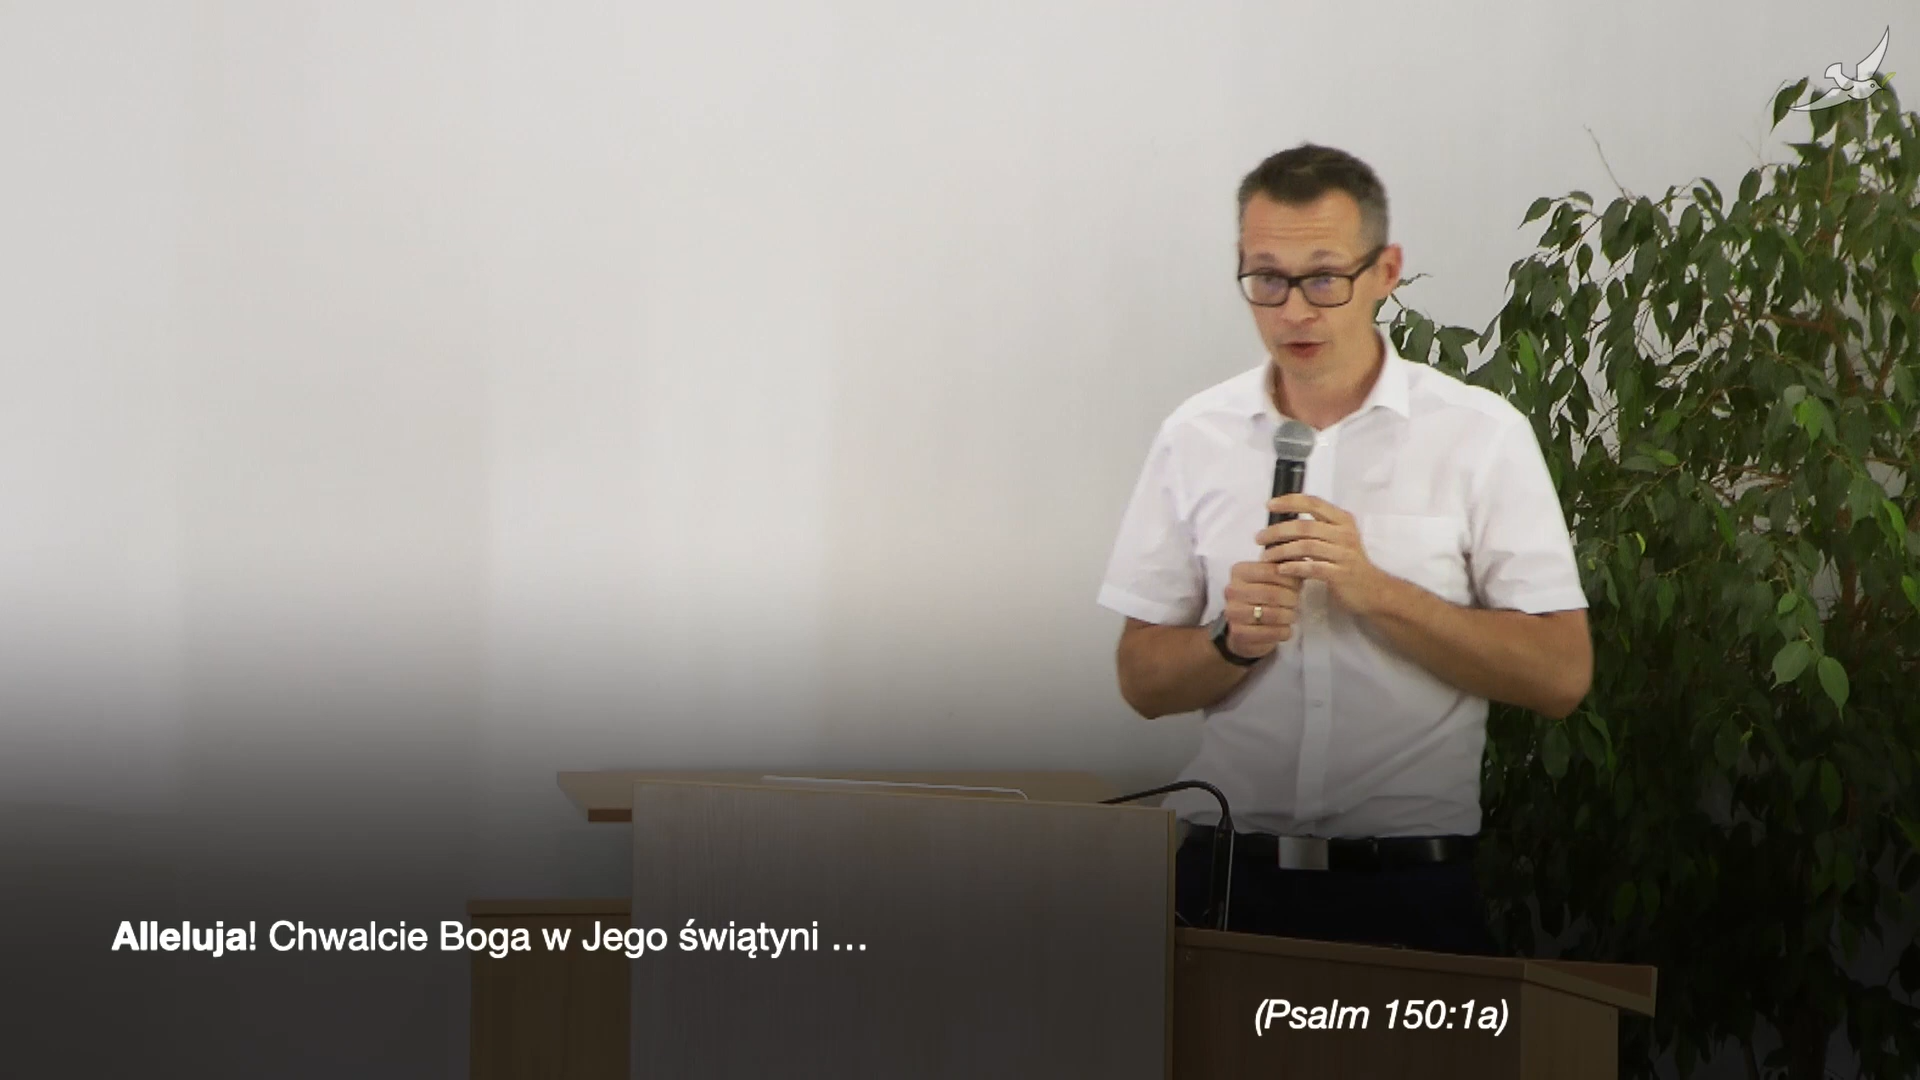 Alleluja! Chwalcie Boga w Jego świątyni …
(Psalm 150:1a)